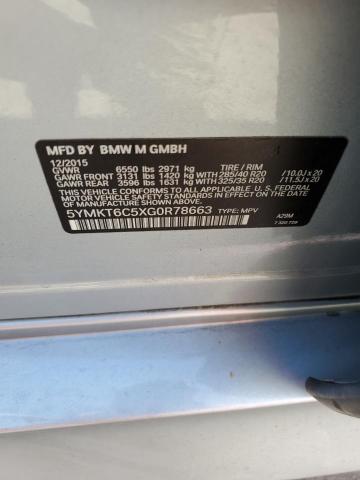 MFD BY BMW M GMBH
12/2015
GVWR 6550 lbs 2971 kg TIRE / RIM
GAWR FRONT 3131 lbs 1420 kg WITH 285/40 R20 /10.0J x 20
GAWR REAR 3596 lbs 1631 kg WITH 325/35 R20 /11.5J x 20
THIS VEHICLE CONFORMS TO ALL APPLICABLE U. S. FEDERAL
MOTOR VEHICLE SAFETY STANDARDS IN EFFECT ON THE DATE OF
MANUFACTURE SHOWN ABOVE.
5YMKT6C5XG0R78663 TYPE: MPV A29M